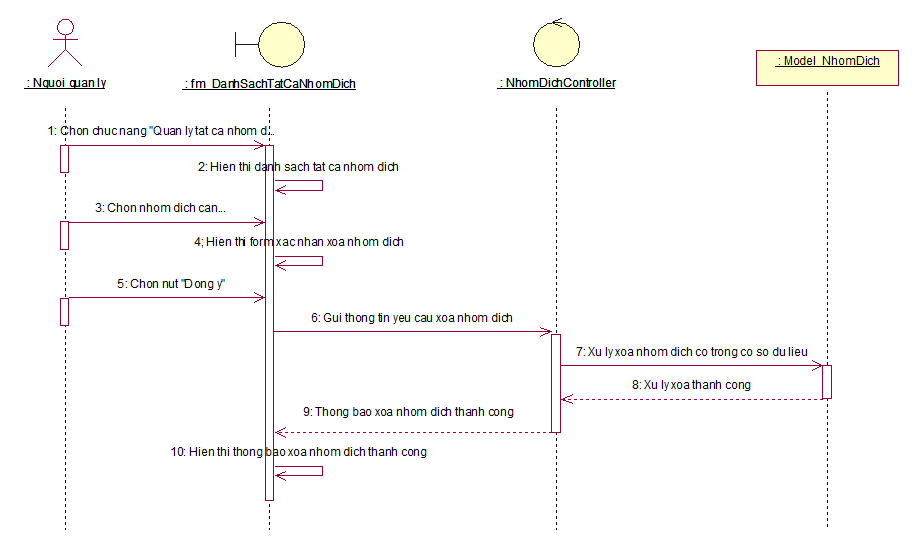 : Nguoi quan ly
: fm_DanhSachTatCaNhomDich
: NhomDichController
: Model_NhomDich
1: Chon chuc nang "Quan ly tat ca nhom d...
2: Hien thi danh sach tat ca nhom dich
3: Chon nhom dich can...
4: Hien thi form xac nhan xoa nhom dich
5: Chon nut "Dong y"
6: Gui thong tin yeu cau xoa nhom dich
7: Xu ly xoa nhom dich co trong co so du lieu
8: Xu ly xoa thanh cong
9: Thong bao xoa nhom dich thanh cong
10: Hien thi thong bao xoa nhom dich thanh cong